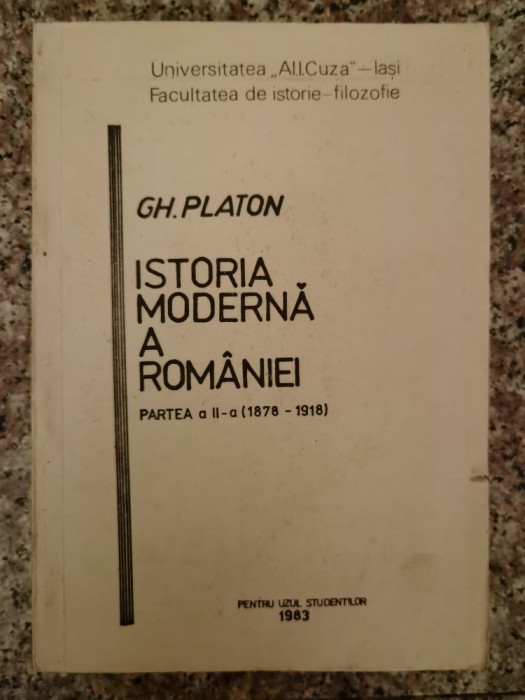 Universitatea „Al.I.Cuza" – Iași
Facultatea de istorie – filozofie
GH. PLATON
ISTORIA
MODERNĂ
A
ROMÂNIEI
PARTEA a II-a (1878 - 1918)
PENTRU UZUL STUDENȚILOR
1983